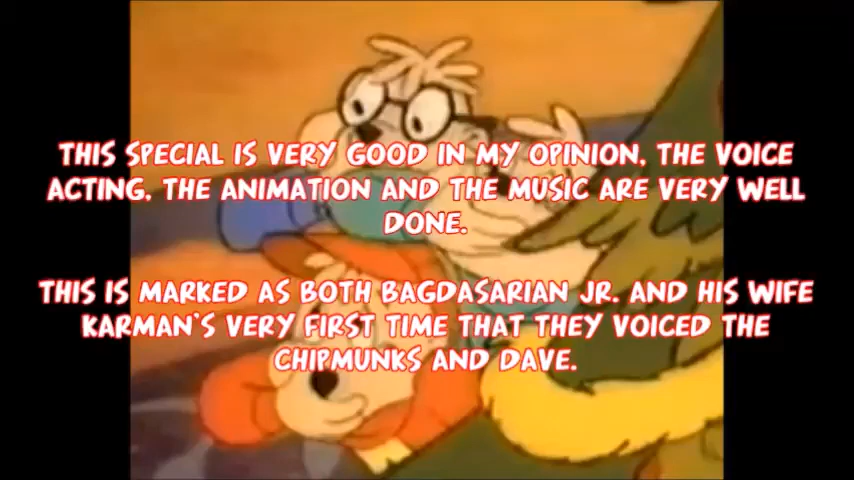 THIS SPECIAL IS VERY GOOD IN MY OPINION, THE VOICE
ACTING, THE ANIMATION AND THE MUSIC ARE VERY WELL
DONE.
THIS IS MARKED AS BOTH BAGDASARIAN JR. AND HIS WIFE
KARMAN'S VERY FIRST TIME THAT THEY VOICED THE
CHIPMUNKS AND DAVE.